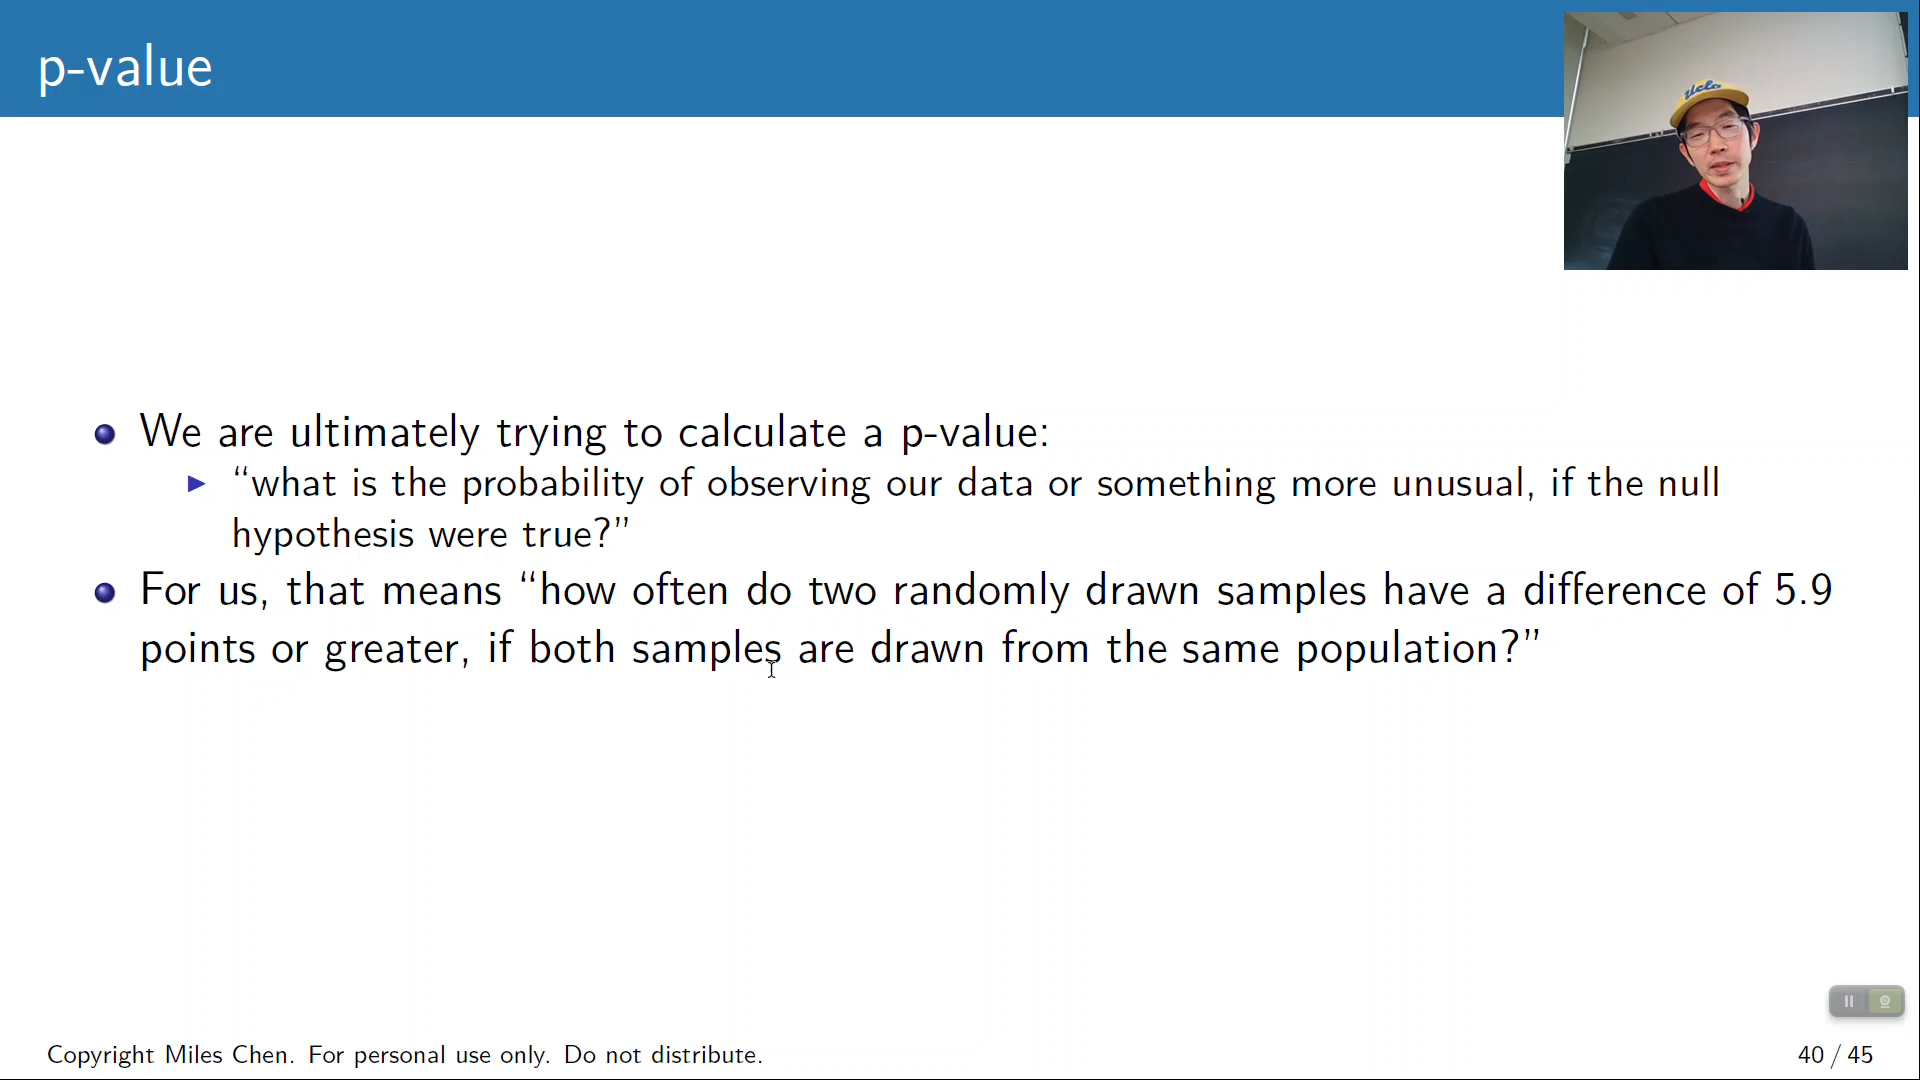 p-value
Ucla
We are ultimately trying to calculate a p-value:
“what is the probability of observing our data or something more unusual, if the null
hypothesis were true?”
For us, that means “how often do two randomly drawn samples have a difference of 5.9
points or greater, if both samples are drawn from the same population?”
Copyright Miles Chen. For personal use only. Do not distribute.
40 / 45